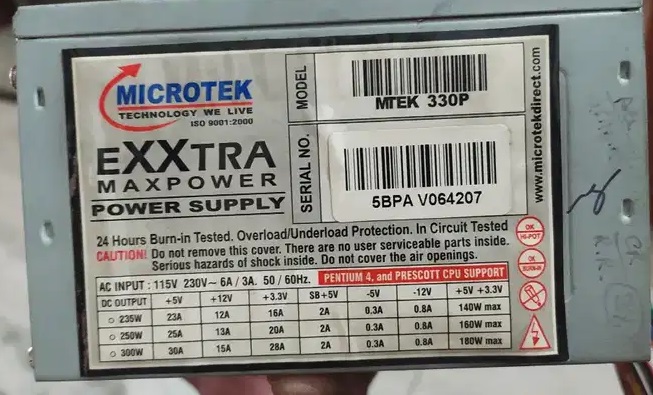 MICROTEK
TECHNOLOGY WE LIVE
ISO 9001:2000
eXXTRA
MAXPOWER
POWER SUPPLY
MODEL
MTEK 330P
SERIAL NO.
5BPA V064207
www.microtekdirect.com
24 Hours Burn-in Tested. Overload/Underload Protection. In Circuit Tested
CAUTION! Do not remove this cover. There are no user serviceable parts inside.
Serious hazards of shock inside. Do not cover the air openings.
OK
HI-POT
OK
BURN-IN
AC INPUT : 115V 230V~ 6A / 3A. 50 / 60Hz. PENTIUM 4, and PRESCOTT CPU SUPPORT
DC OUTPUT +5V +12V +3.3V SB+5V -5V -12V +5V +3.3V
235W 23A 12A 16A 2A 0.3A 0.8A 140W max
250W 25A 13A 20A 2A 0.3A 0.8A 160W max
300W 30A 15A 28A 2A 0.3A 0.8A 180W max